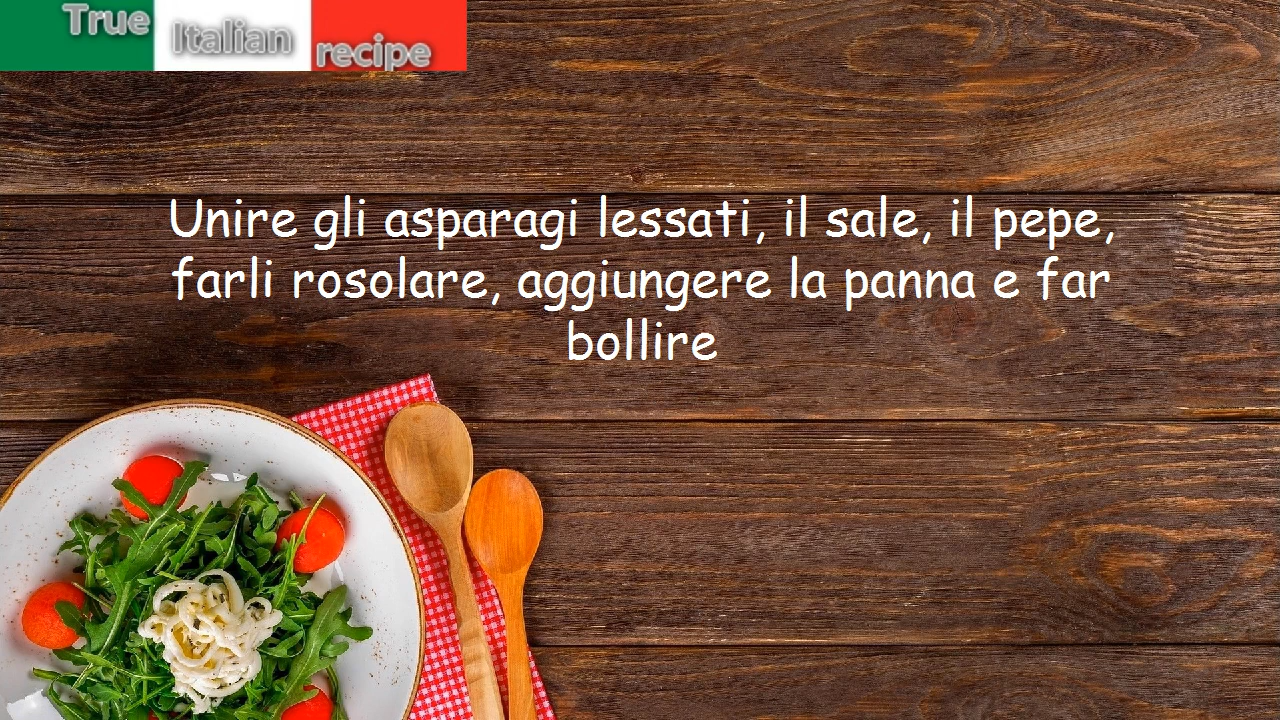 True
Italian
recipe
Unire gli asparagi lessati, il sale, il pepe,
farli rosolare, aggiungere la panna e far
bollire